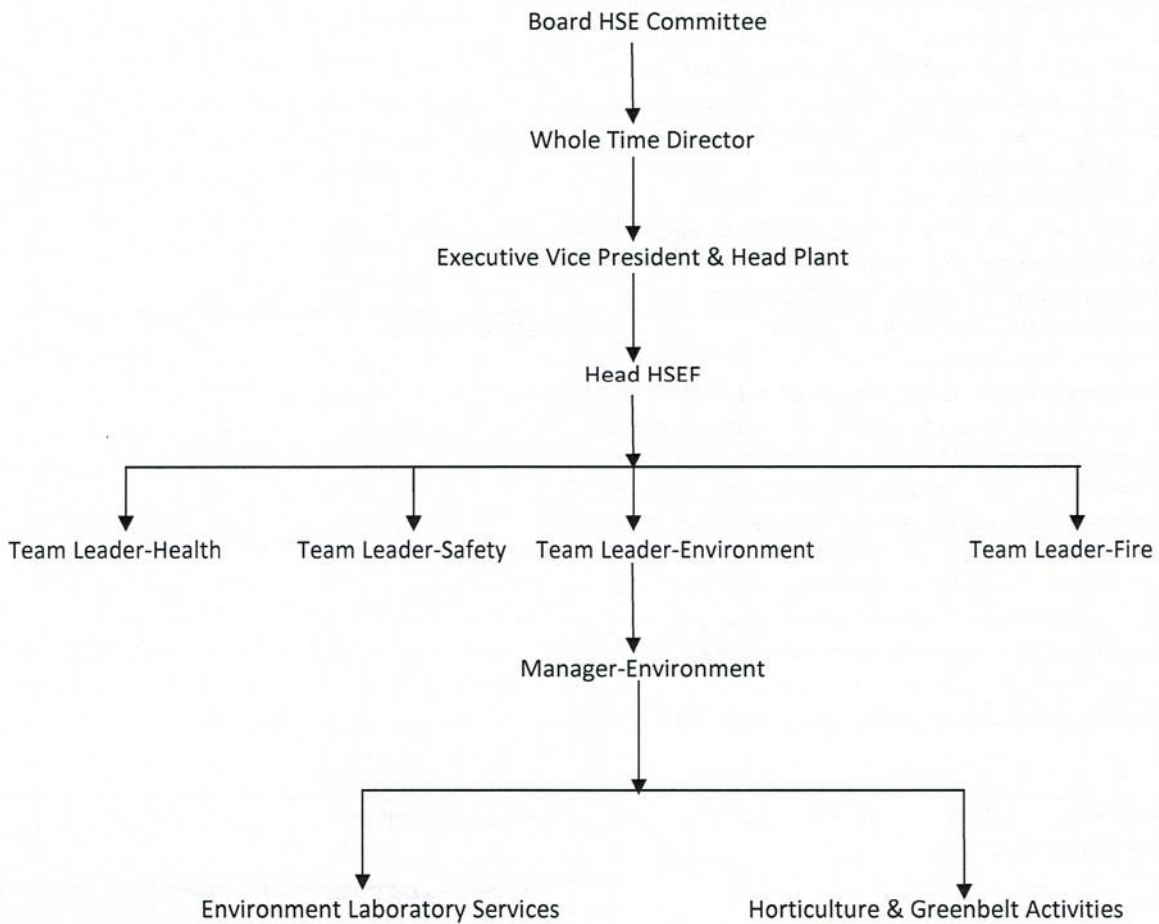 Board HSE Committee
Whole Time Director
Executive Vice President & Head Plant
Head HSEF
Team Leader-Health
Team Leader-Safety
Team Leader-Environment
Team Leader-Fire
Manager-Environment
Environment Laboratory Services
Horticulture & Greenbelt Activities